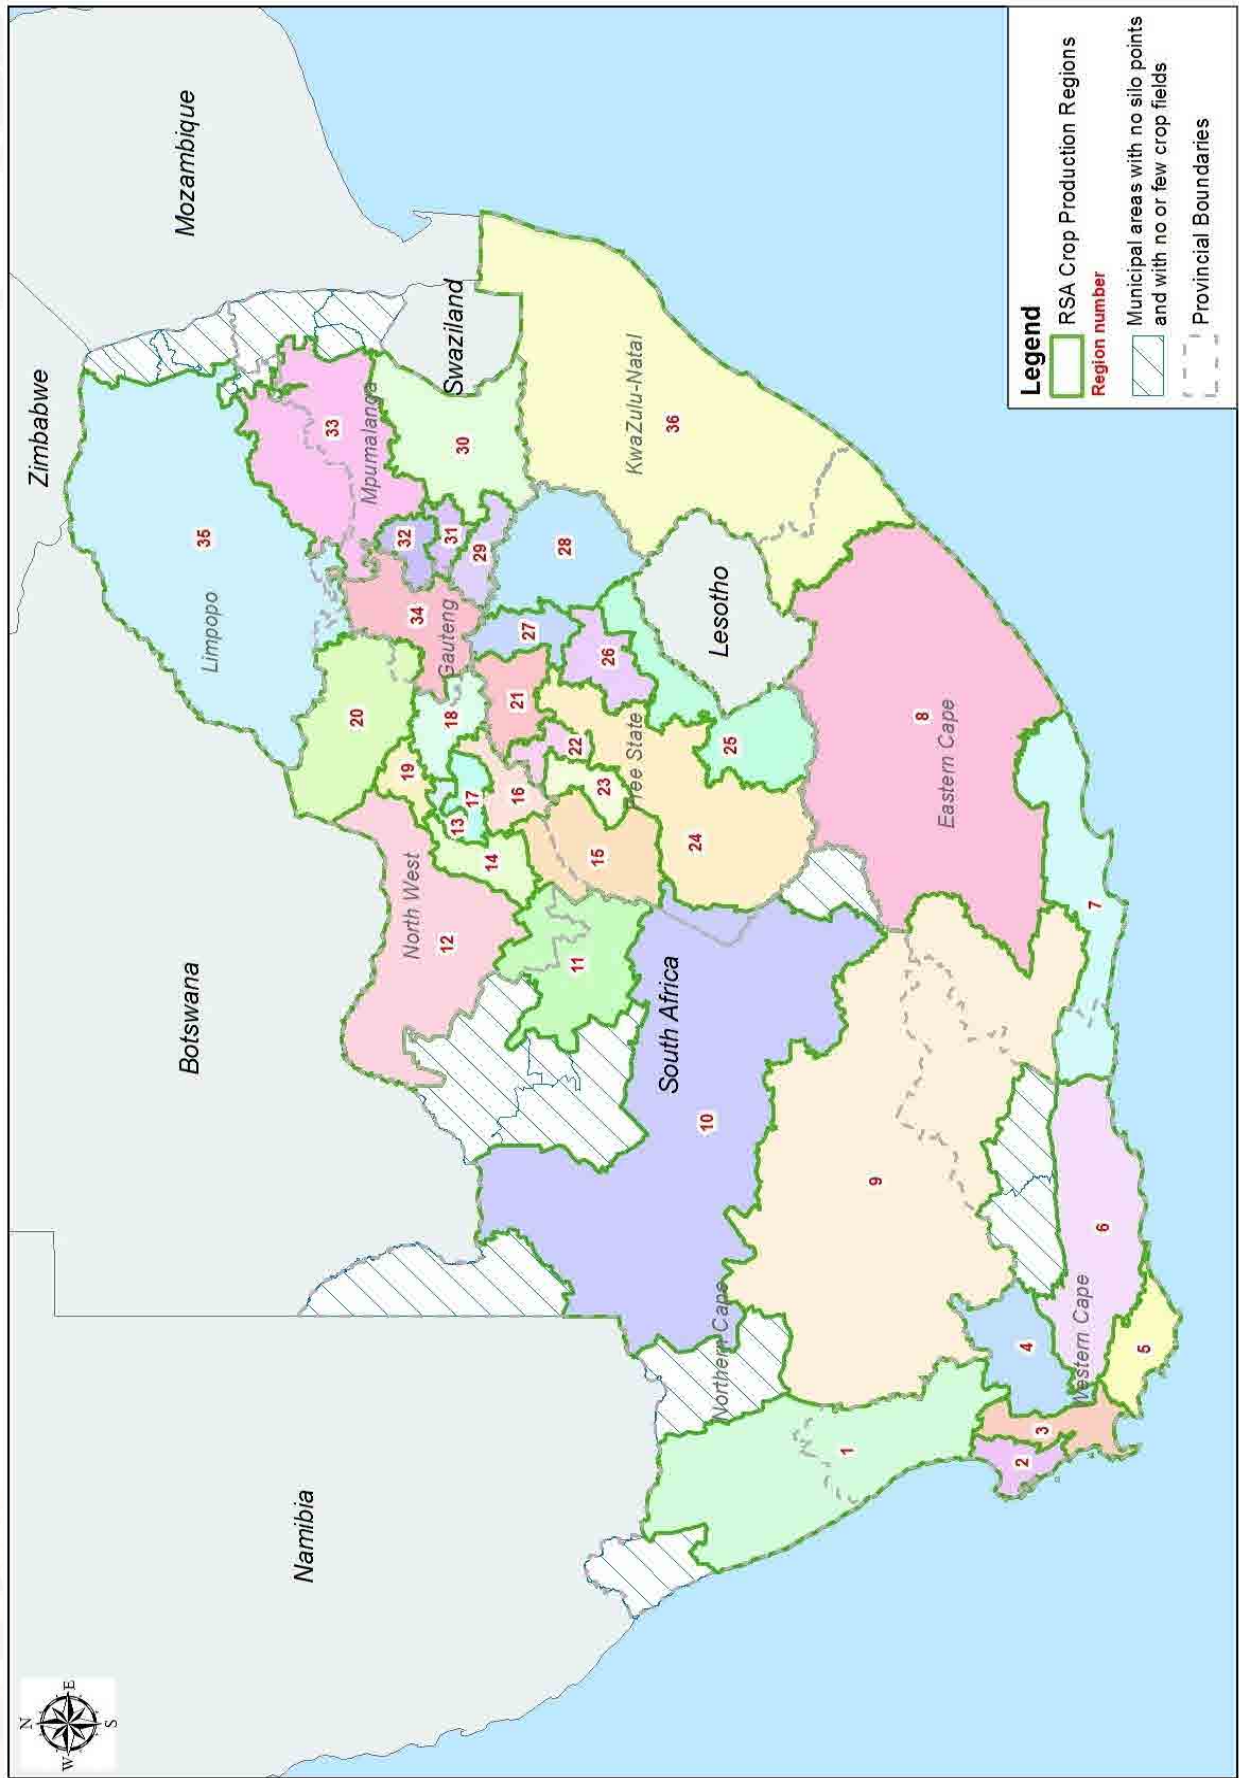 N
W
E
S
Zimbabwe
Mozambique
Botswana
Namibia
Swaziland
Lesotho
South Africa
Limpopo
Mpumalanga
Gauteng
North West
Free State
KwaZulu-Natal
Eastern Cape
Northern Cape
Western Cape
1
2
3
4
5
6
7
8
9
10
11
12
13
14
15
16
17
18
19
20
21
22
23
24
25
26
27
28
29
30
31
32
33
34
35
36
Legend
RSA Crop Production Regions
Region number
Municipal areas with no silo points
and with no or few crop fields
Provincial Boundaries